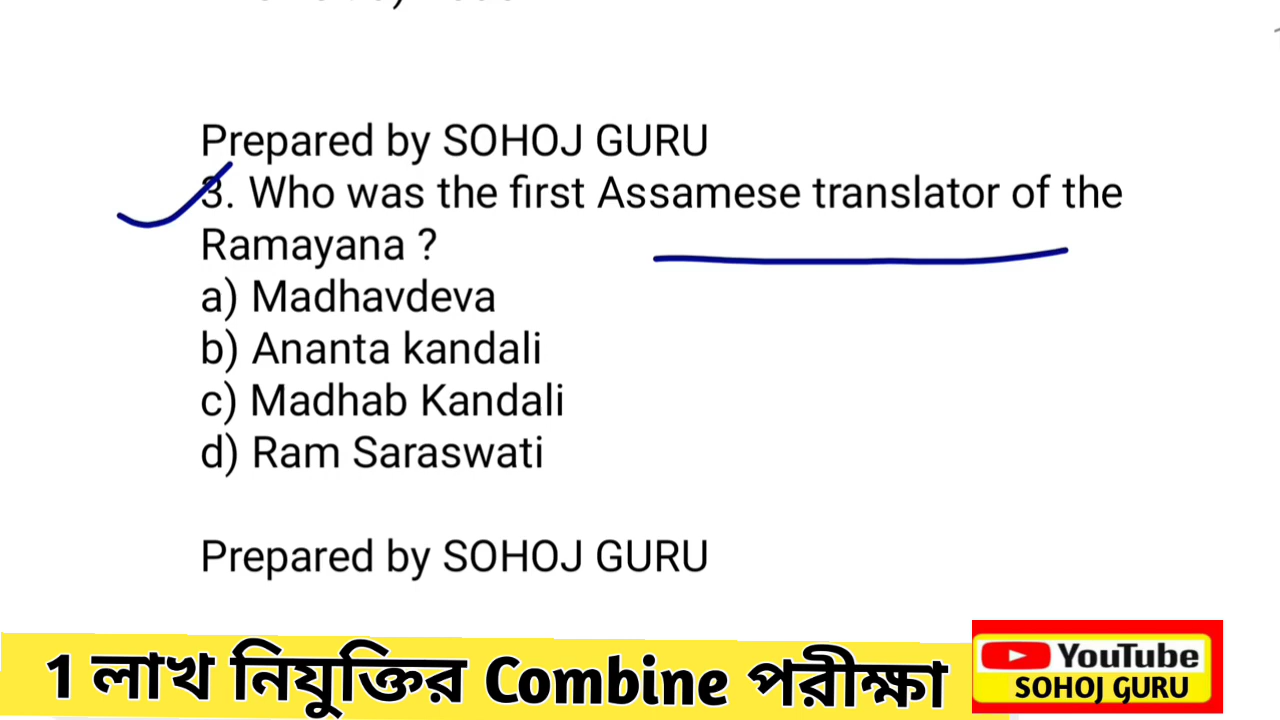 Prepared by SOHOJ GURU
3. Who was the first Assamese translator of the
Ramayana ?
a) Madhavdeva
b) Ananta kandali
c) Madhab Kandali
d) Ram Saraswati
Prepared by SOHOJ GURU
1 লাখ নিযুক্তিৰ Combine পৰীক্ষা
YouTube
SOHOJ GURU